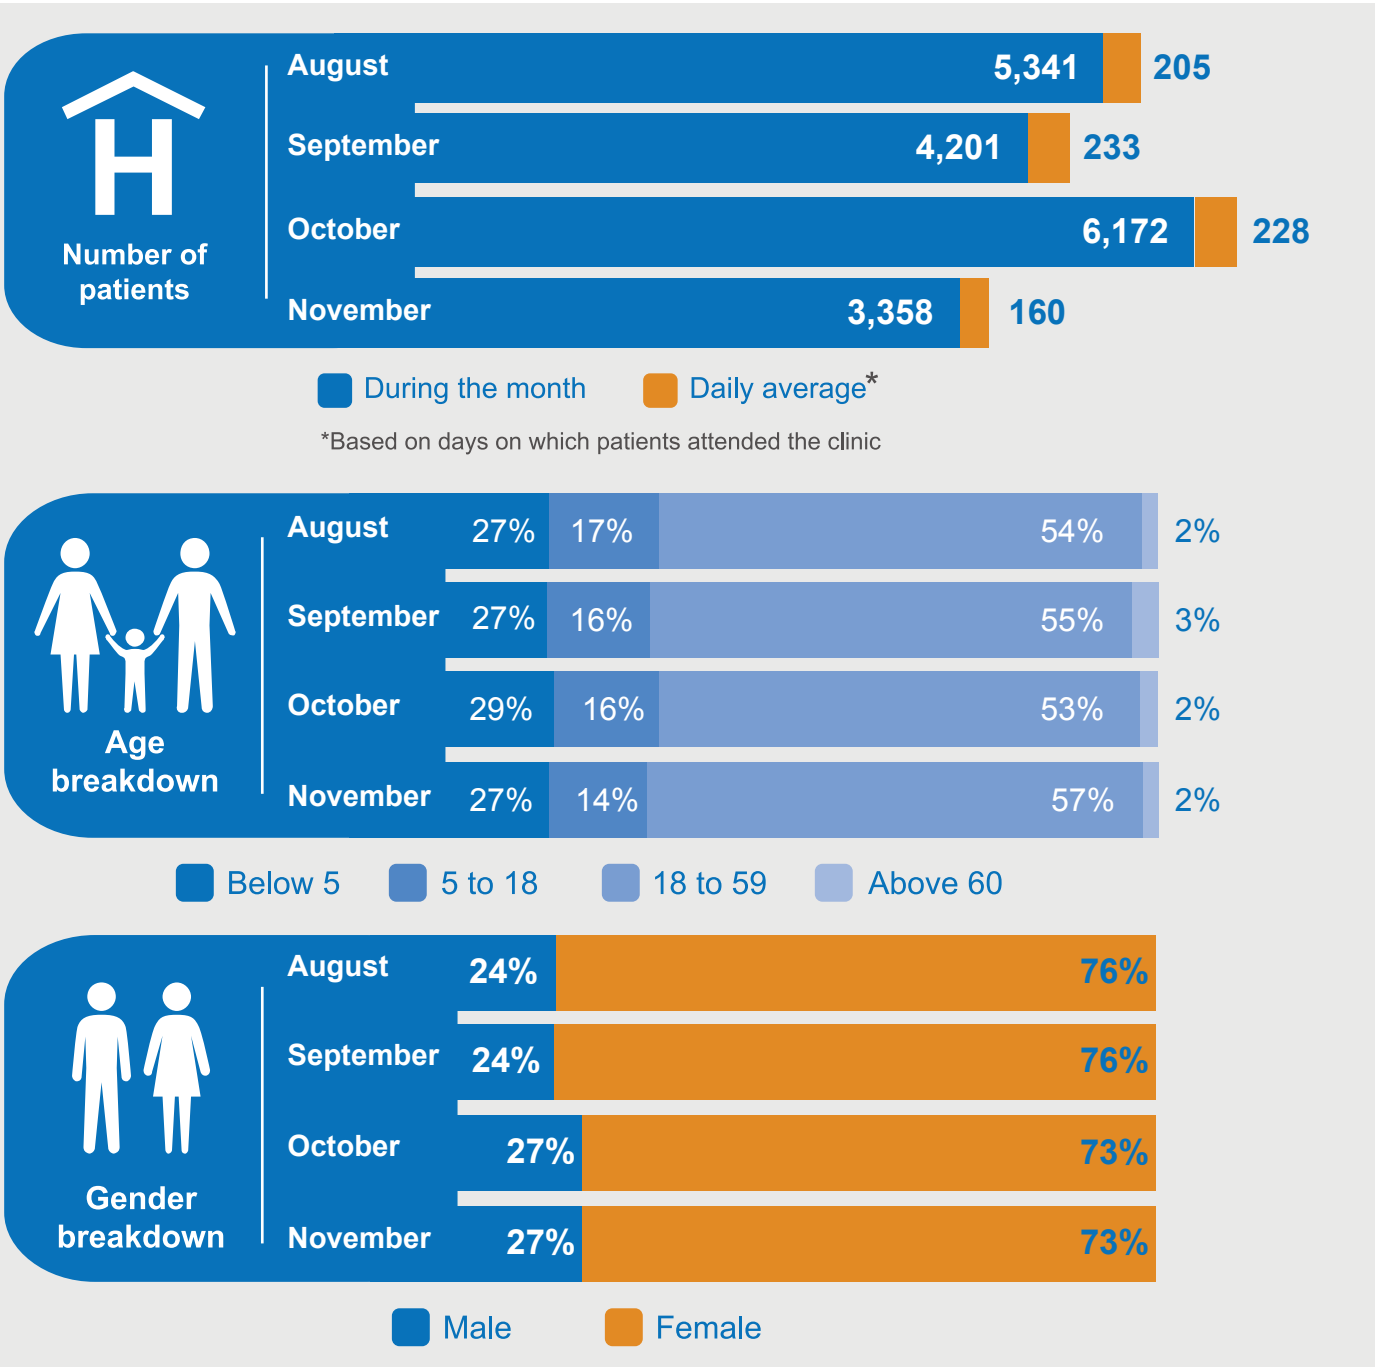 H
Number of
patients
August 5,341 205
September 4,201 233
October 6,172 228
November 3,358 160
During the month Daily average*
*Based on days on which patients attended the clinic
Age
breakdown
August 27% 17% 54% 2%
September 27% 16% 55% 3%
October 29% 16% 53% 2%
November 27% 14% 57% 2%
Below 5 5 to 18 18 to 59 Above 60
Gender
breakdown
August 24% 76%
September 24% 76%
October 27% 73%
November 27% 73%
Male Female